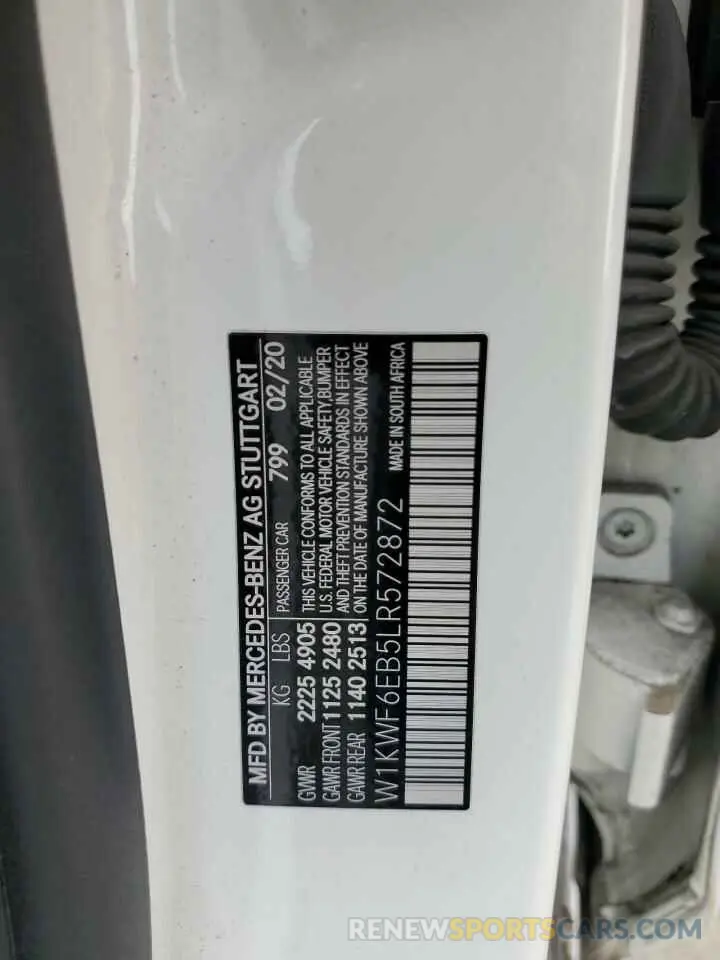 MFD BY MERCEDES-BENZ AG STUTTGART
KG LBS PASSENGER CAR 799 02/20
GVWR 2225 4905 THIS VEHICLE CONFORMS TO ALL APPLICABLE
GAWR FRONT 1125 2480 U.S. FEDERAL MOTOR VEHICLE SAFETY, BUMPER
GAWR REAR 1140 2513 AND THEFT PREVENTION STANDARDS IN EFFECT
ON THE DATE OF MANUFACTURE SHOWN ABOVE
W1KWF6EB5LR572872 MADE IN SOUTH AFRICA
RENEWSPORTSCARS.COM